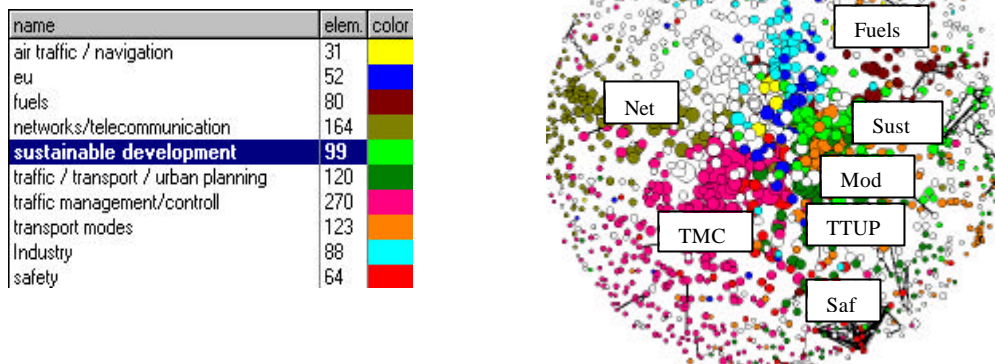 name elem. color
air traffic / navigation 31
eu 52
fuels 80
networks/telecommunication 164
sustainable development 99
traffic / transport / urban planning 120
traffic management/controll 270
transport modes 123
Industry 88
safety 64
Fuels
Net
Sust
Mod
TMC
TTUP
Saf